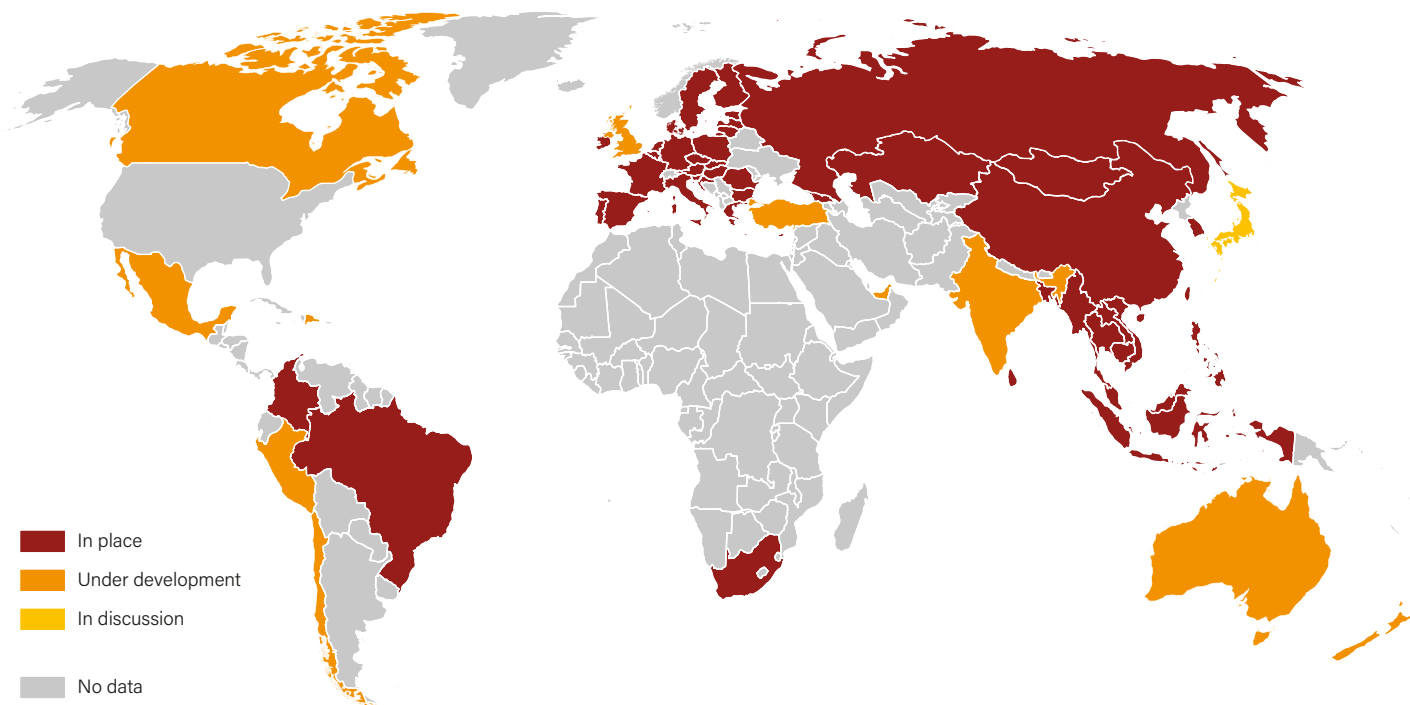 In place
Under development
In discussion
No data